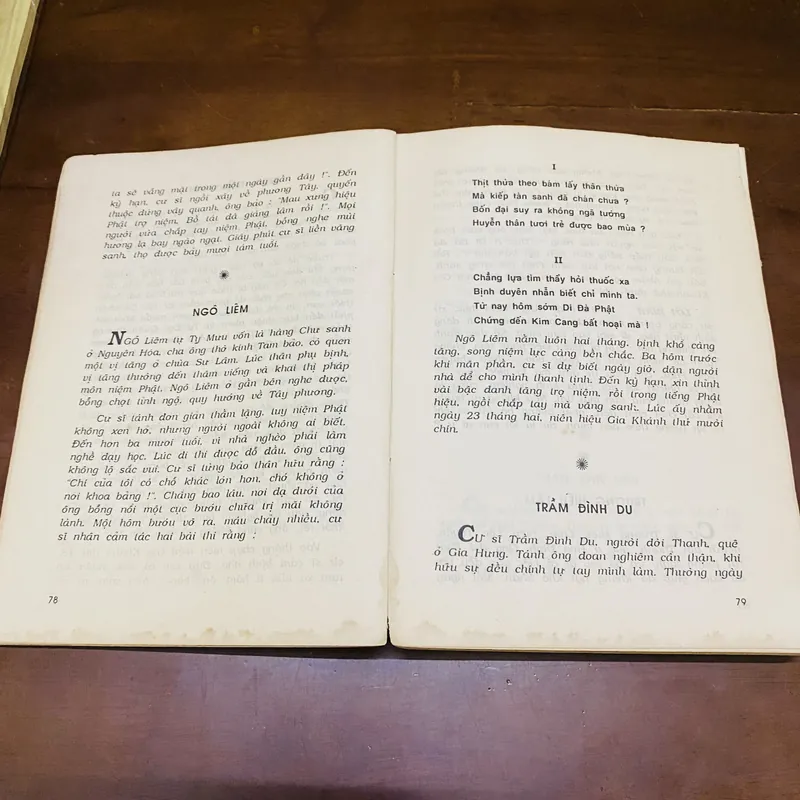 ta sẽ vắng mặt trong một ngày gần đây !". Đến
kỳ hạn, cư sĩ ngồi xây về phương Tây, quyến
thuộc đứng vây quanh, ông bảo : "Mau xưng hiệu
Phật trợ niệm, Bồ tát đã giáng lâm rồi !". Mọi
người vừa chắp tay niệm Phật, bỗng nghe mùi
hương lạ bay ngào ngạt. Giây phút cư sĩ liền vãng
sanh, thọ được bảy mươi tám tuổi.
NGÔ LIÊM
NGÔ Liêm tự Ty Mưu vốn là hàng Chư sanh
ở Nguyên Hòa, cha ông thờ kính Tam bảo, có quen
một vị tăng ở chùa Sư Lâm. Lúc thân phụ bịnh,
vị tăng thường đến thăm viếng và khai thị pháp
môn niệm Phật. Ngô Liêm ở gần bên nghe được,
bỗng chợt tỉnh ngộ, quy hướng về Tây phương.
Cư sĩ tánh đơn giản thầm lặng, tuy niệm Phật
không xen hở, nhưng người ngoài không ai biết.
Đến hơn ba mươi tuổi, vì nhà nghèo phải làm
nghề dạy học. Lúc đi thi được đỗ đầu, ông cũng
không lộ sắc vui. Cư sĩ từng bảo thân hữu rằng :
"Chí của tôi có chỗ khác lớn hơn, chớ không ở
nơi khoa bảng !". Chẳng bao lâu, nơi dạ dưới của
ông bỗng nổi một cục bướu chữa trị mãi không
lành. Một hôm bướu vỡ ra, máu chảy nhiều, cư
sĩ nhân cảm tác hai bài thi rằng :
78
I
Thịt thừa theo bàm lấy thân thừa
Mà kiếp tàn sanh đã chán chưa ?
Bốn đại suy ra không ngã tướng
Huyễn thân tươi trẻ được bao mùa ?
II
Chẳng lựa tìm thầy hỏi thuốc xa
Bịnh duyên nhẫn biết chỉ mình ta.
Từ nay hôm sớm Di Đà Phật
Chứng đến Kim Cang bất hoại mà !
Ngô Liêm nằm luôn hai tháng, bịnh khổ càng
tăng, song niệm lực càng bền chắc. Ba hôm trước
khi mãn phần, cư sĩ dự biết ngày giờ, dặn người
nhà để cho mình thanh tịnh. Đến kỳ hạn, xin thỉnh
vài bậc danh tăng trợ niệm, rồi trong tiếng Phật
hiệu, ngồi chắp tay mà vãng sanh. Lúc ấy nhằm
ngày 23 tháng hai, niên hiệu Gia Khánh thứ mười
chín.
TRẦM ĐÌNH DU
CƯ sĩ Trầm Đình Du, người đời Thanh, quê
ở Gia Hưng. Tánh ông đoan nghiêm cẩn thận, khi
hữu sự đều chính tự tay mình làm. Thường ngày
79